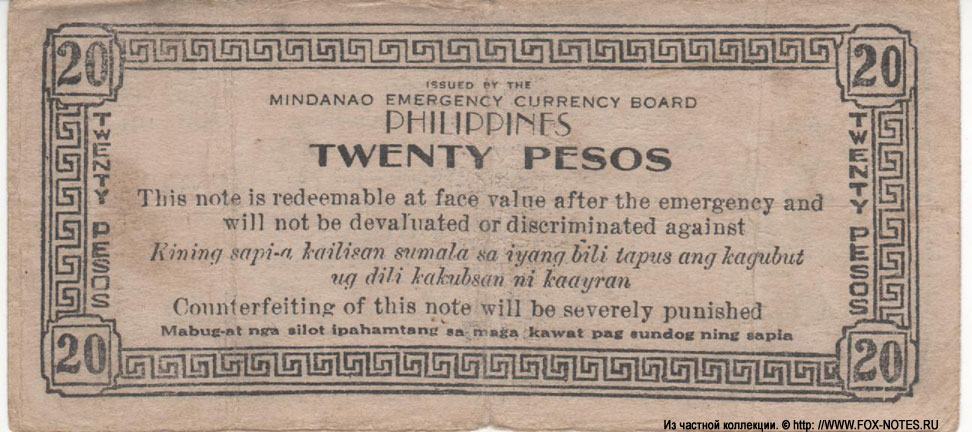 20
20
ISSUED BY THE
MINDANAO EMERGENCY CURRENCY BOARD
PHILIPPINES
TWENTY PESOS
TWENTY PESOS
TWENTY PESOS
This note is redeemable at face value after the emergency and
will not be devaluated or discriminated against
Kining sapi-a kailisan sumala sa iyang bili tapus ang kagubut
ug dili kakubsan ni kaayran
Counterfeiting of this note will be severely punished
Mabug-at nga silot ipahamtang sa maga kawat pag sundog ning sapia
20
20
Из частной коллекции. © http: //WWW.FOX-NOTES.RU